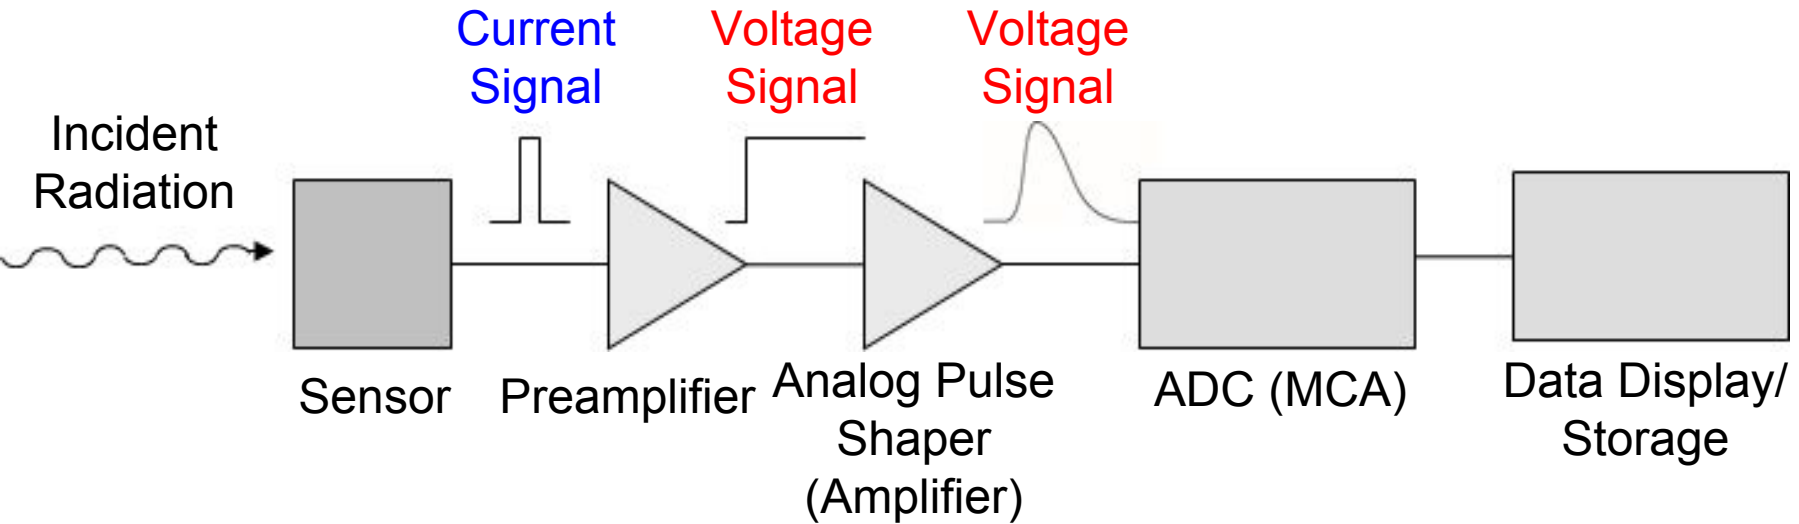 Current
Signal
Voltage
Signal
Voltage
Signal
Incident
Radiation
Sensor
Preamplifier
Analog Pulse
Shaper
(Amplifier)
ADC (MCA)
Data Display/
Storage